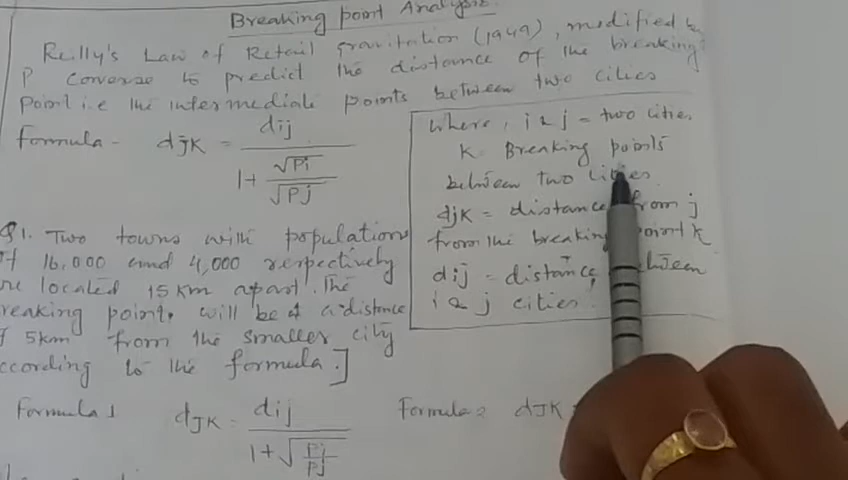 Breaking point Analysis.
Reilly's Law of Retail gravitation (1949), modified by
P Converse to predict the distance of the breaking
point i.e the intermediate points between two cities
Formula - djK = dij / 1 + √Pi / √Pj
where, i & j = two cities
K Breaking points
between two cities
djK = distance from j
from the breaking point K
dij = distance between
i & j cities.
Q1. Two towns with populations
of 16,000 and 4,000 respectively
are located 15 km apart. The
breaking point. will be at a distance
of 5km from the smaller city
according to the formula.]
Formula 1 dJK = dij / 1 + √Pi / Pj
Formula 2 dJK =